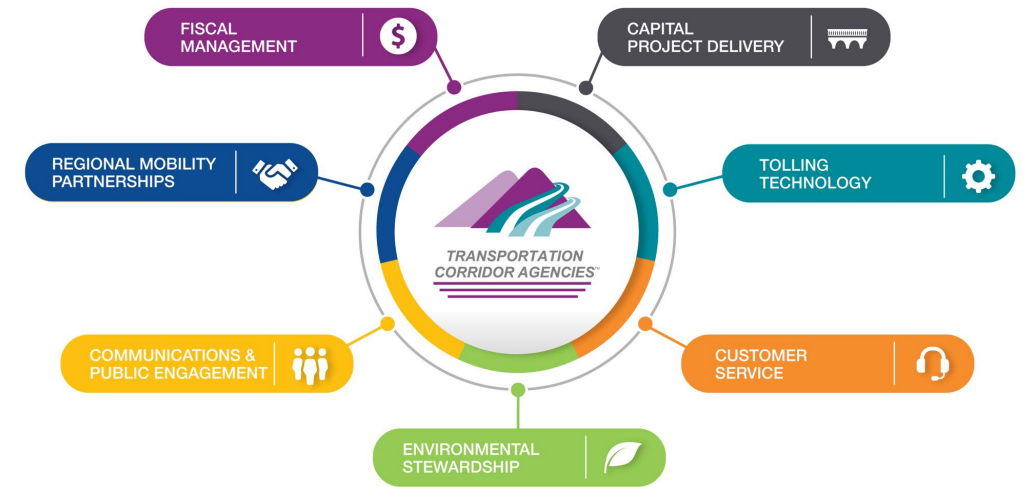 FISCAL
MANAGEMENT
$
CAPITAL
PROJECT DELIVERY
REGIONAL MOBILITY
PARTNERSHIPS
TOLLING
TECHNOLOGY
TRANSPORTATION
CORRIDOR AGENCIES™
COMMUNICATIONS &
PUBLIC ENGAGEMENT
CUSTOMER
SERVICE
ENVIRONMENTAL
STEWARDSHIP